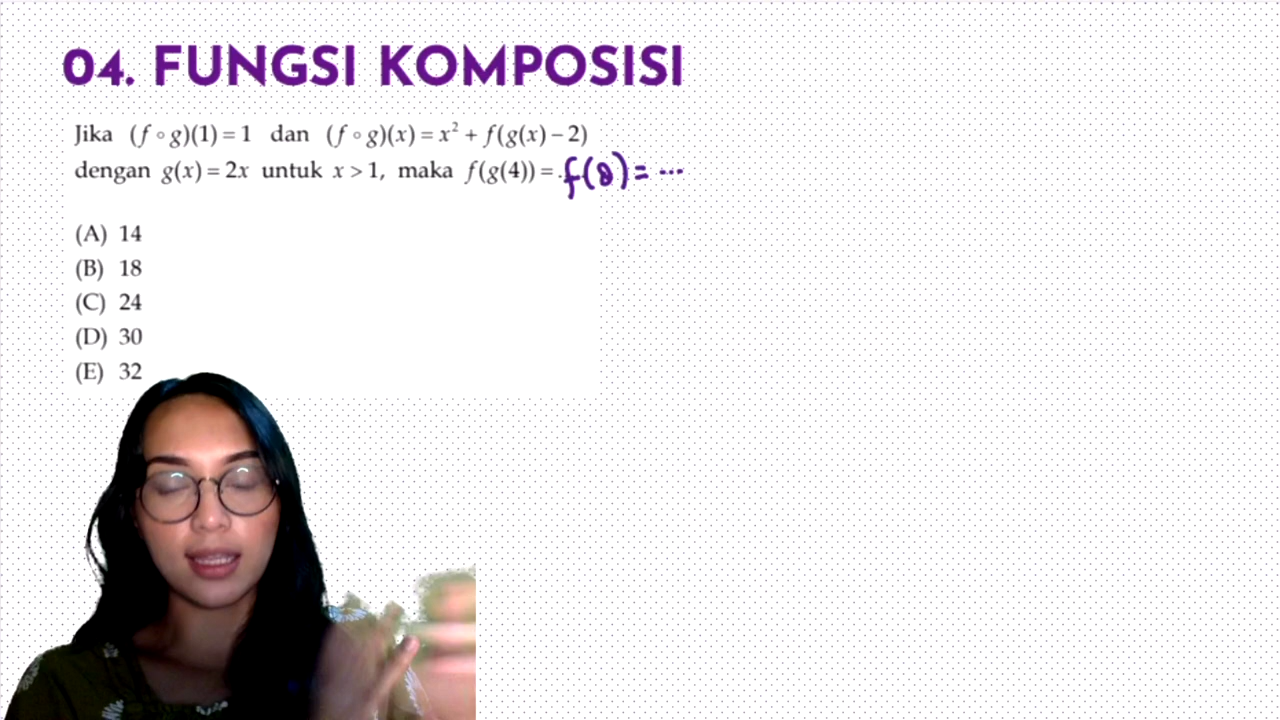 04. FUNGSI KOMPOSISI
Jika (f ∘ g)(1) = 1 dan (f ∘ g)(x) = x² + f(g(x) − 2)
dengan g(x) = 2x untuk x > 1, maka f(g(4)) = . f(8) = ...
(A) 14
(B) 18
(C) 24
(D) 30
(E) 32